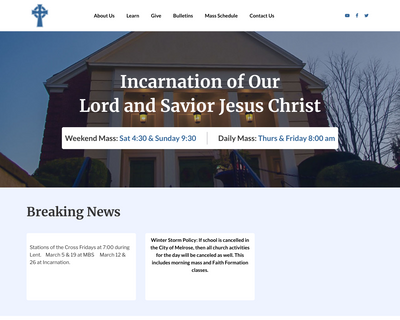 About Us Learn Give Bulletins Mass Schedule Contact Us
Incarnation of Our
Lord and Savior Jesus Christ
Weekend Mass: Sat 4:30 & Sunday 9:30 Daily Mass: Thurs & Friday 8:00 am
Breaking News
Stations of the Cross Fridays at 7:00 during
Lent. March 5 & 19 at MBS March 12 &
26 at Incarnation.
Winter Storm Policy: If school is cancelled in
the City of Melrose, then all church activities
for the day will be canceled as well. This
includes morning mass and Faith Formation
classes.